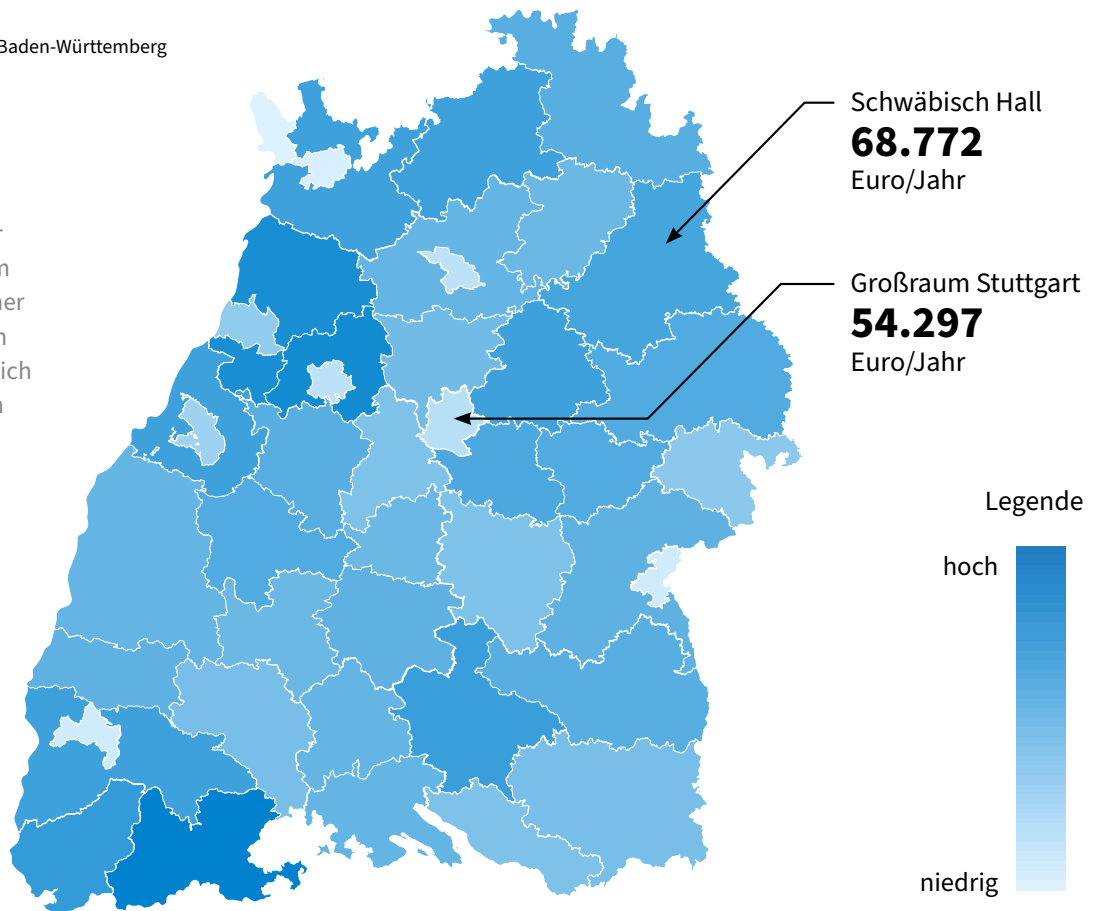 Baden-Württemberg
Schwäbisch Hall
68.772
Euro/Jahr
Großraum Stuttgart
54.297
Euro/Jahr
Legende
hoch
niedrig